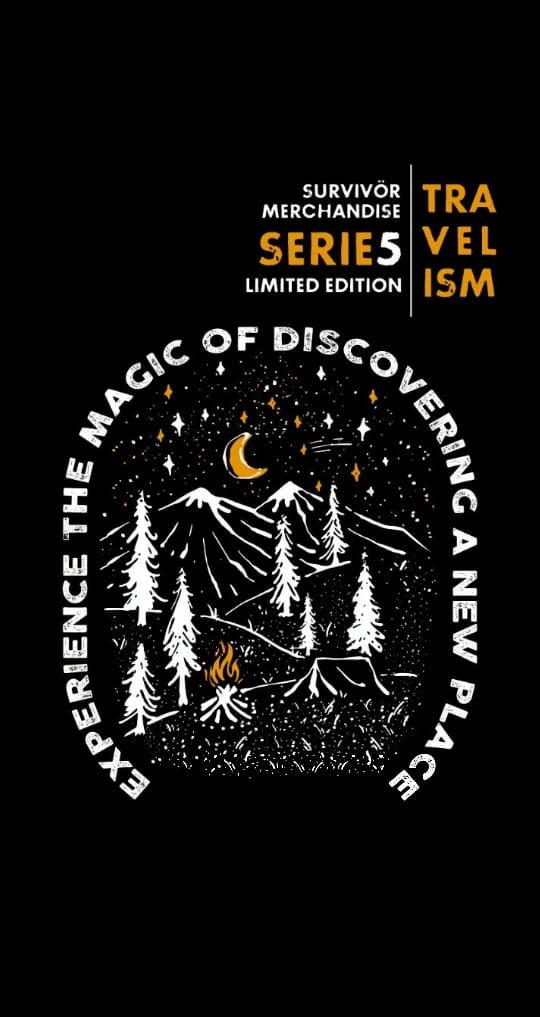 SURVIVÖR
MERCHANDISE
SERIE5
LIMITED EDITION
TRA
VEL
ISM
EXPERIENCE THE MAGIC OF DISCOVERING A NEW PLACE